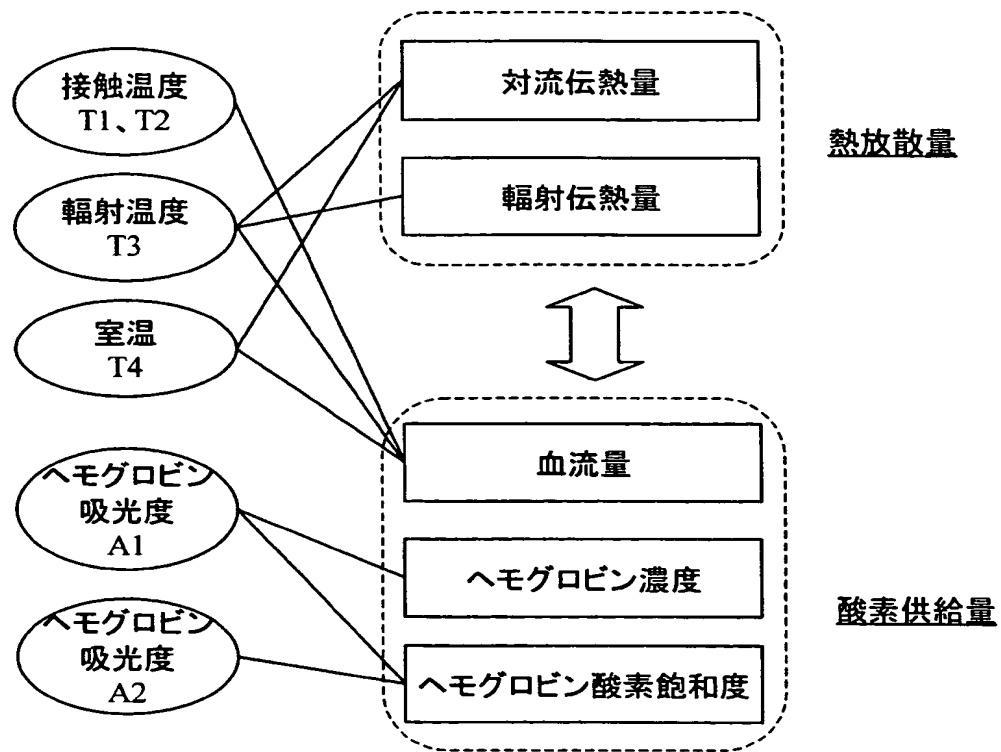 接触温度
T1、T2
輻射温度
T3
室温
T4
ヘモグロビン
吸光度
A1
ヘモグロビン
吸光度
A2
対流伝熱量
輻射伝熱量
熱放散量
血流量
ヘモグロビン濃度
ヘモグロビン酸素飽和度
酸素供給量